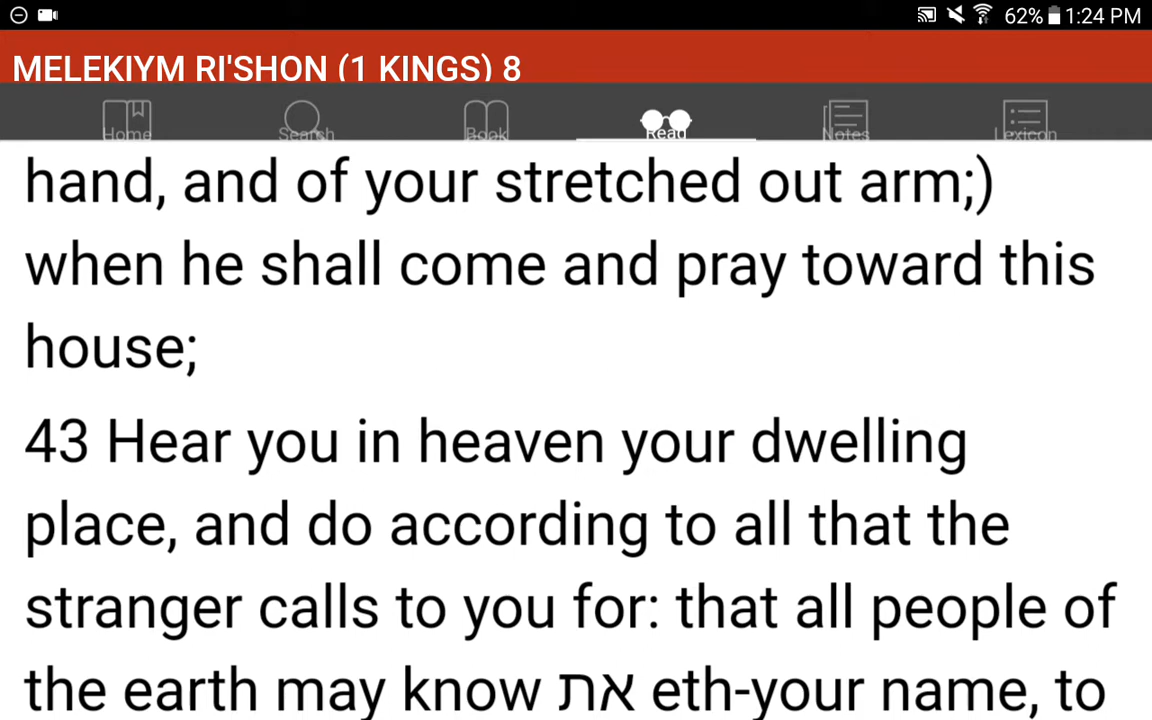 62% 1:24 PM
MELEKIYM RI'SHON (1 KINGS) 8
Home Search Book Read Notes Lexicon
hand, and of your stretched out arm;)
when he shall come and pray toward this
house;
43 Hear you in heaven your dwelling
place, and do according to all that the
stranger calls to you for: that all people of
the earth may know את eth-your name, to